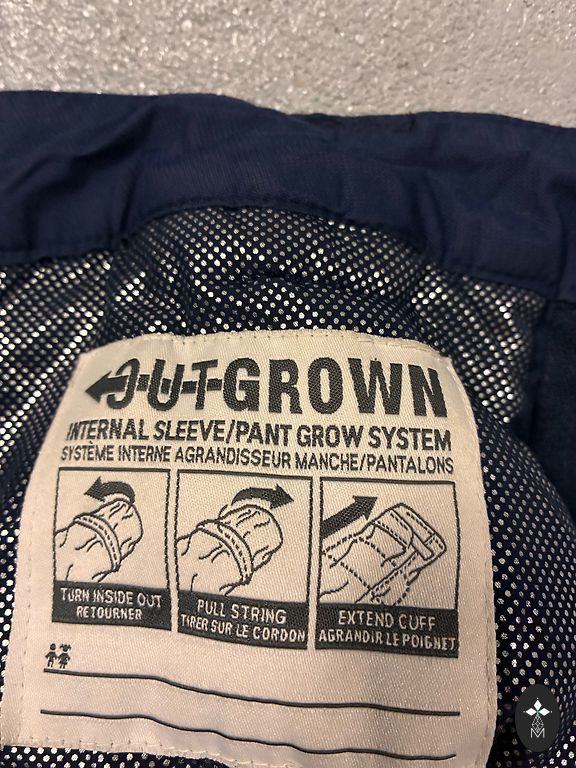 OUTGROWN
INTERNAL SLEEVE/PANT GROW SYSTEM
SYSTÈME INTERNE AGRANDISSEUR MANCHE/PANTALONS
TURN INSIDE OUT
RETOURNER
PULL STRING
TIRER SUR LE CORDON
EXTEND CUFF
AGRANDIR LE POIGNET
M